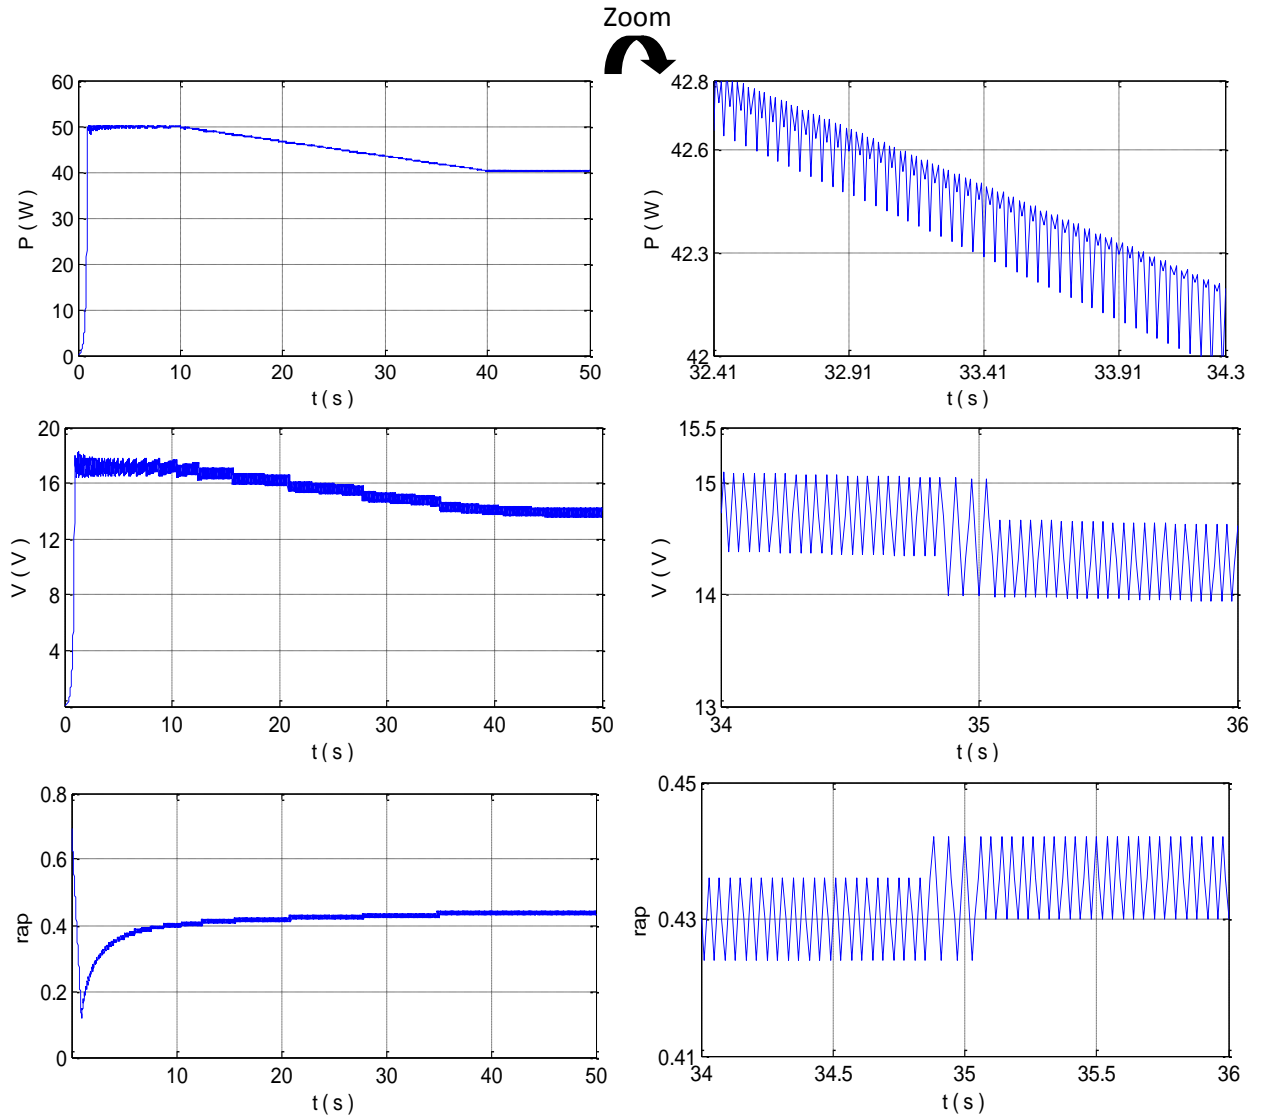 Zoom
60
50
40
30
20
10
0
P ( W )
0 10 20 30 40 50
t ( s )
42.8
42.6
42.3
42
P ( W )
32.41 32.91 33.41 33.91 34.3
t ( s )
20
16
12
8
4
V ( V )
0 10 20 30 40 50
t ( s )
15.5
15
14
13
V ( V )
34 35 36
t ( s )
0.8
0.6
0.4
0.2
0
rap
10 20 30 40 50
t ( s )
0.45
0.43
0.41
rap
34 34.5 35 35.5 36
t ( s )